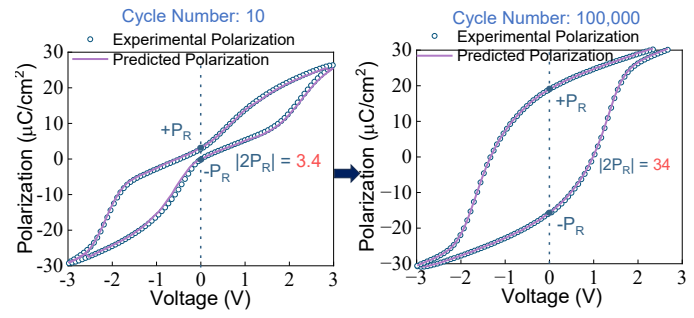 Cycle Number: 10
Experimental Polarization
Predicted Polarization
Polarization (μC/cm²)
30
20
10
0
-10
-20
-30
+P_R
-P_R
|2P_R| = 3.4
-3 -2 -1 0 1 2 3
Voltage (V)
Cycle Number: 100,000
Experimental Polarization
Predicted Polarization
Polarization (μC/cm²)
30
20
10
0
−10
−20
−30
+P_R
|2P_R| = 34
-P_R
−3 −2 −1 0 1 2 3
Voltage (V)